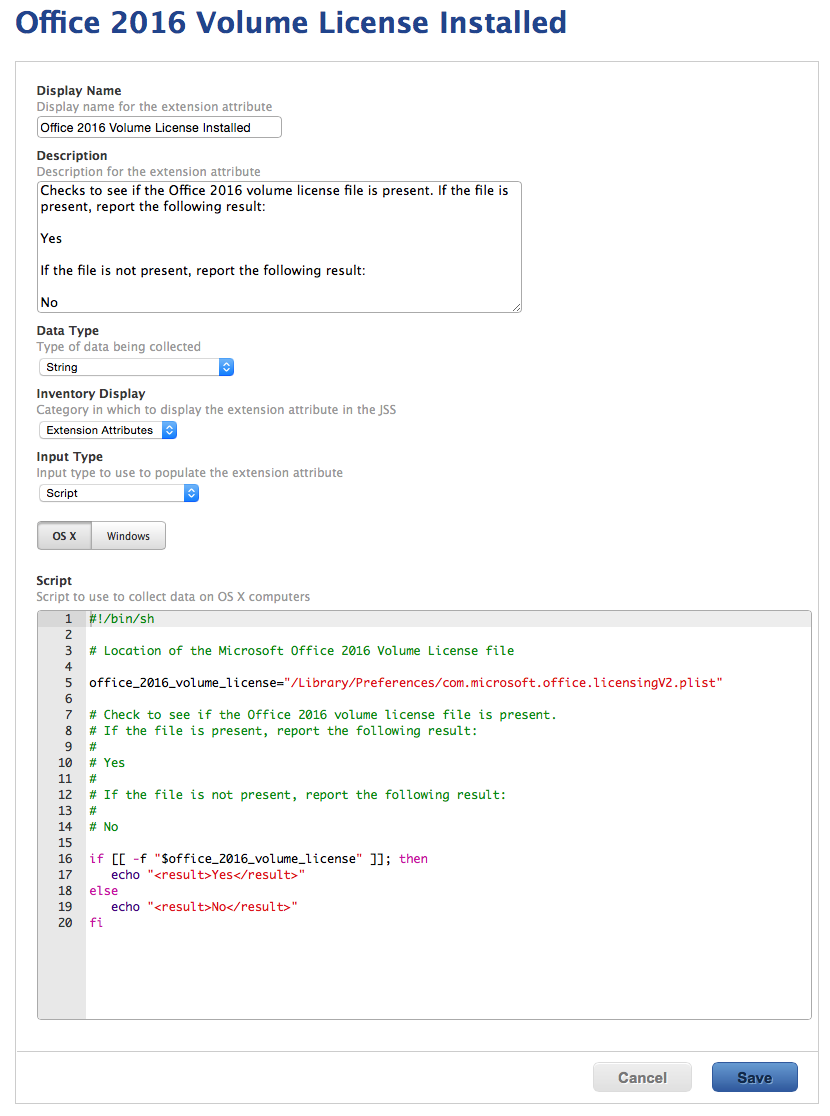 Office 2016 Volume License Installed
Display Name
Display name for the extension attribute
Office 2016 Volume License Installed
Description
Description for the extension attribute
Checks to see if the Office 2016 volume license file is present. If the file is
present, report the following result:
Yes
If the file is not present, report the following result:
No
Data Type
Type of data being collected
String
Inventory Display
Category in which to display the extension attribute in the JSS
Extension Attributes
Input Type
Input type to use to populate the extension attribute
Script
OS X Windows
Script
Script to use to collect data on OS X computers
1 #!/bin/sh
2
3 # Location of the Microsoft Office 2016 Volume License file
4
5 office_2016_volume_license="/Library/Preferences/com.microsoft.office.licensingV2.plist"
6
7 # Check to see if the Office 2016 volume license file is present.
8 # If the file is present, report the following result:
9 #
10 # Yes
11 #
12 # If the file is not present, report the following result:
13 #
14 # No
15
16 if [[ -f "$office_2016_volume_license" ]]; then
17 echo "<result>Yes</result>"
18 else
19 echo "<result>No</result>"
20 fi
Cancel Save